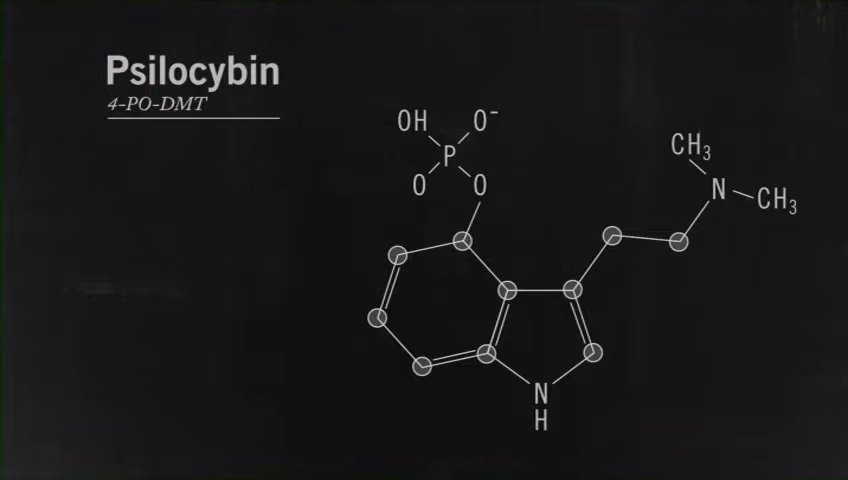 Psilocybin
4-PO-DMT
OH O⁻
P
O O
CH₃
N CH₃
N
H